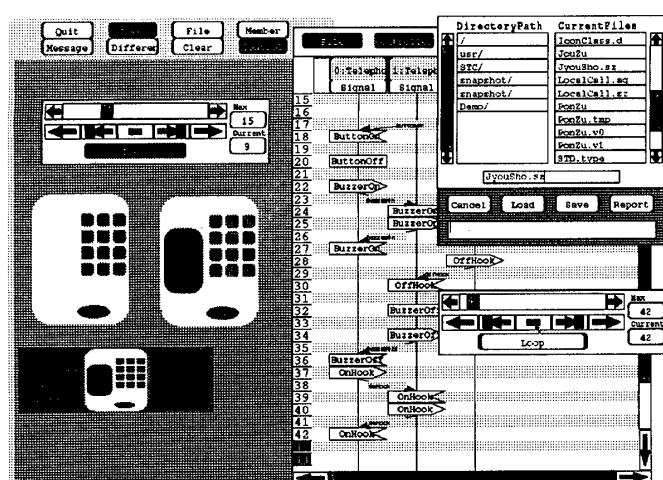 Quit
File
Member
Message
Differen
Clear
Max
15
Current
9
0:Telepho
1:Teleph
Signal
Signal
15
16
17
18 ButtonOn
19
20 ButtonOff
21
22 BuzzerOn
23
24 BuzzerOn
25 BuzzerOn
26
27 BuzzerOn
28 OffHook
29
30 OffHook
31
32 BuzzerOf
33
34 BuzzerOf
35
36 BuzzerOff
37 OnHook
38
39 OnHook
40 OnHook
41
42 OnHook
DirectoryPath
CurrentFiles
/
usr/
STC/
snapshot/
snapshot/
Demo/
IconClass.d
JouZu
JyouSho.sz
LocalCall.sq
LocalCall.sz
PonZu
PonZu.tmp
PonZu.v0
PonZu.v1
STD.type
JyouSho.sz
Cancel
Load
Save
Report
Max
42
Current
42
Loop